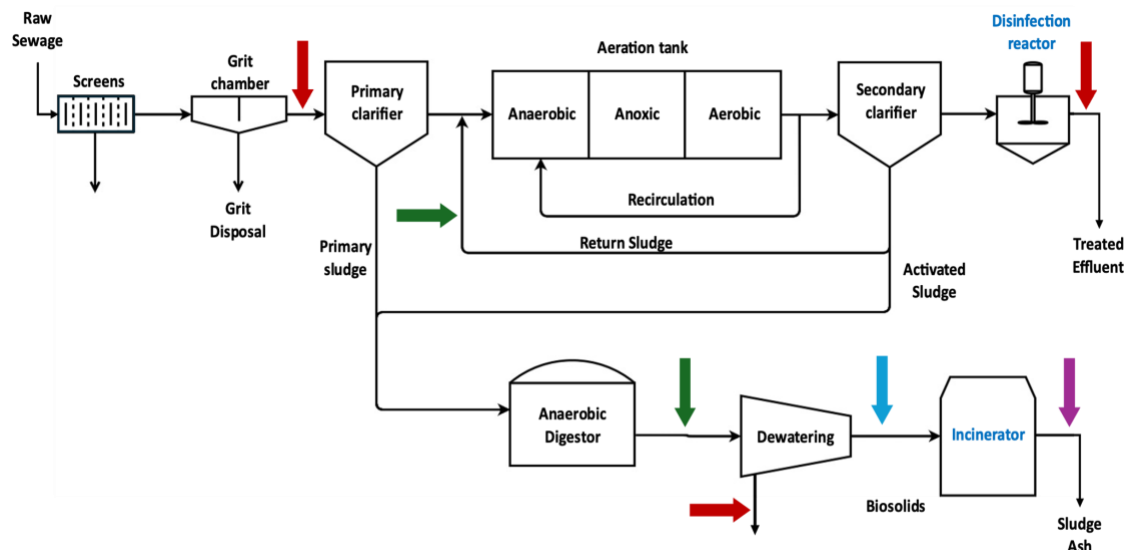 Raw
Sewage
Screens
Grit
chamber
Grit
Disposal
Primary
clarifier
Primary
sludge
Aeration tank
Anaerobic
Anoxic
Aerobic
Recirculation
Return Sludge
Secondary
clarifier
Activated
Sludge
Disinfection
reactor
Treated
Effluent
Anaerobic
Digestor
Dewatering
Biosolids
Incinerator
Sludge
Ash